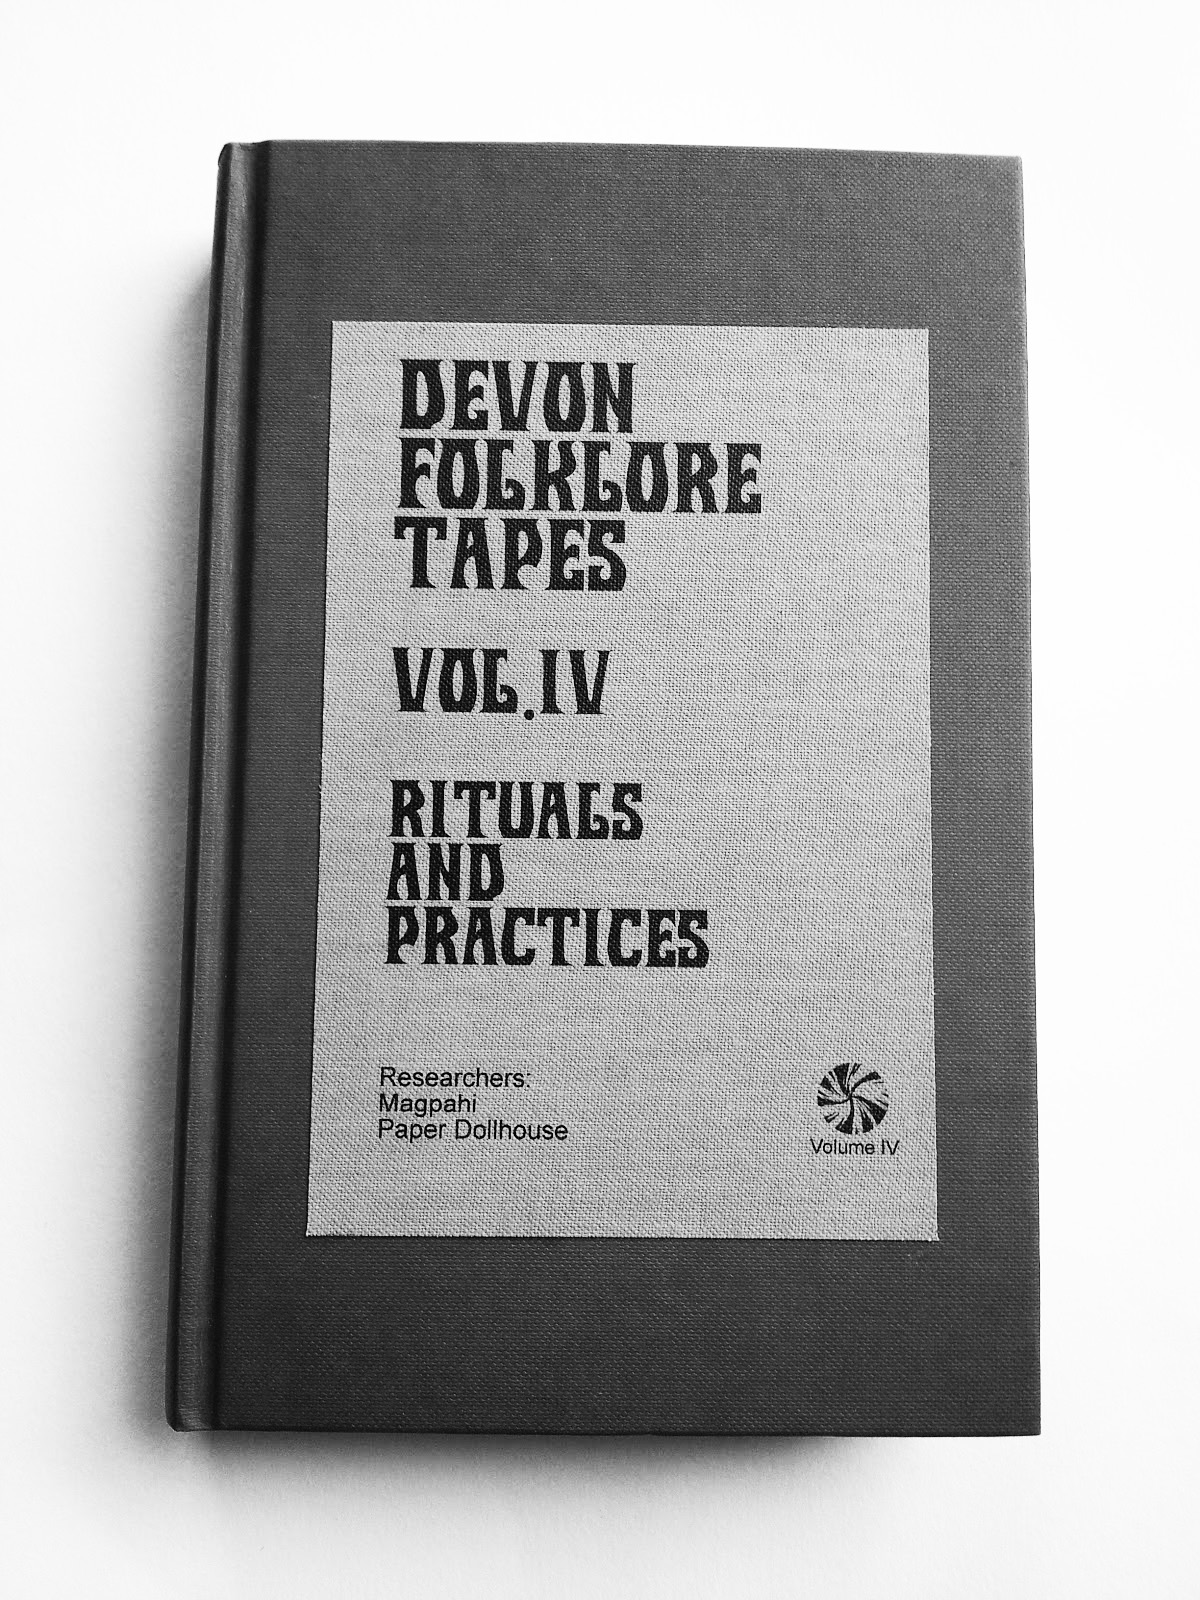 DEVON
FOLKLORE
TAPES
VOL.IV
RITUALS
AND
PRACTICES
Researchers:
Magpahi
Paper Dollhouse
Volume IV